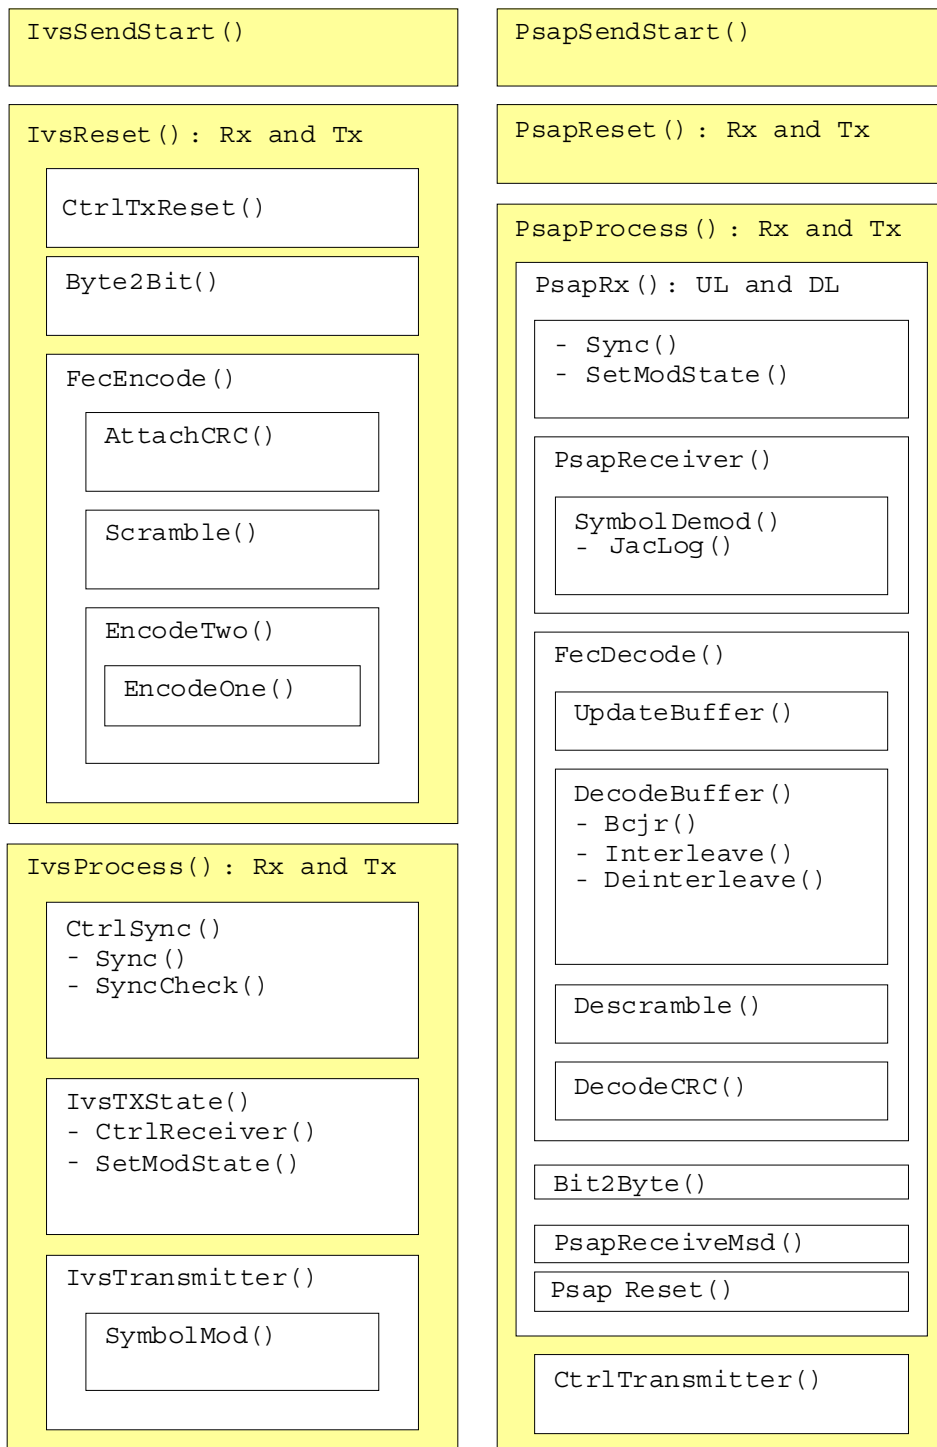 IvsSendStart()
IvsReset(): Rx and Tx
CtrlTxReset()
Byte2Bit()
FecEncode()
AttachCRC()
Scramble()
EncodeTwo()
EncodeOne()
IvsProcess(): Rx and Tx
CtrlSync()
- Sync()
- SyncCheck()
IvsTXState()
- CtrlReceiver()
- SetModState()
IvsTransmitter()
SymbolMod()
PsapSendStart()
PsapReset(): Rx and Tx
PsapProcess(): Rx and Tx
PsapRx(): UL and DL
- Sync()
- SetModState()
PsapReceiver()
SymbolDemod()
- JacLog()
FecDecode()
UpdateBuffer()
DecodeBuffer()
- Bcjr()
- Interleave()
- Deinterleave()
Descramble()
DecodeCRC()
Bit2Byte()
PsapReceiveMsd()
Psap Reset()
CtrlTransmitter()